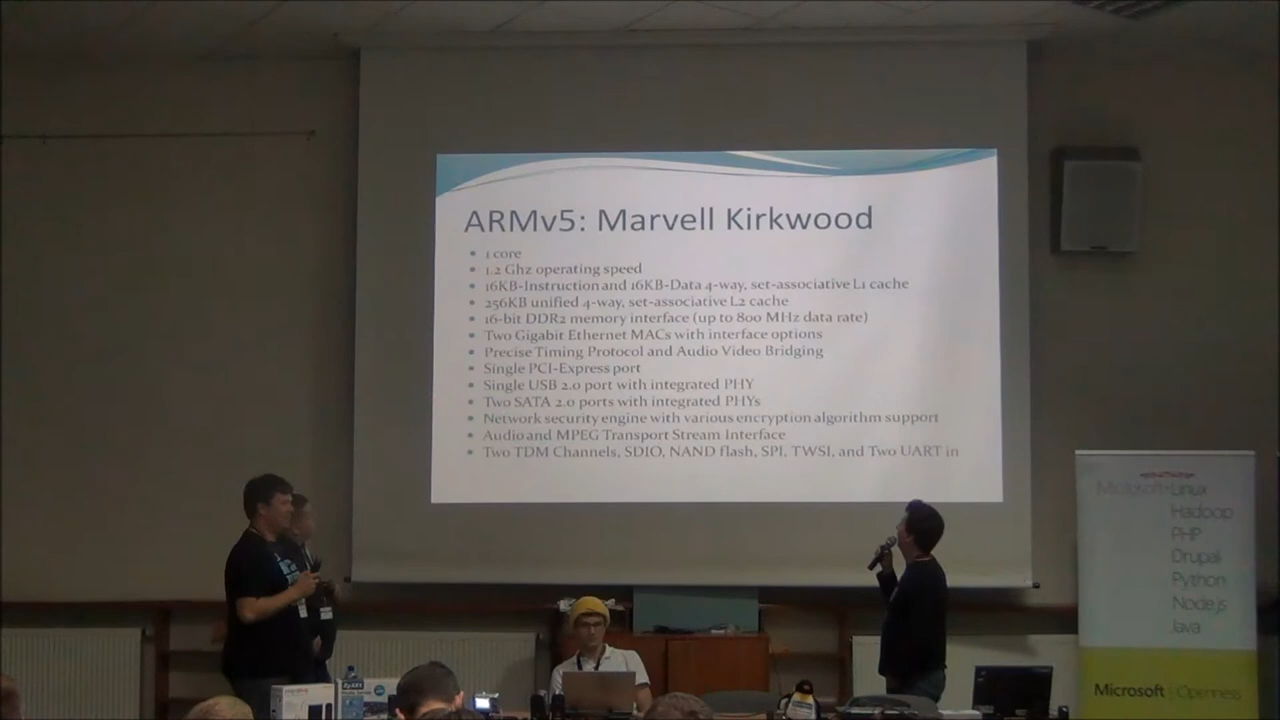 ARMv5: Marvell Kirkwood
1 core
1.2 Ghz operating speed
16KB-Instruction and 16KB-Data 4-way, set-associative L1 cache
256KB unified 4-way, set-associative L2 cache
16-bit DDR2 memory interface (up to 800 MHz data rate)
Two Gigabit Ethernet MACs with interface options
Precise Timing Protocol and Audio Video Bridging
Single PCI-Express port
Single USB 2.0 port with integrated PHY
Two SATA 2.0 ports with integrated PHYs
Network security engine with various encryption algorithm support
Audio and MPEG Transport Stream Interface
Two TDM Channels, SDIO, NAND flash, SPI, TWSI, and Two UART in
Microsoft+Linux
Hadoop
PHP
Drupal
Python
Node.js
Java
Microsoft Openness